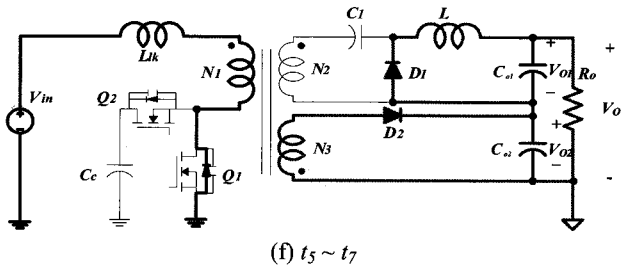 C1 L
Llk N1 N2 D1 Co1 VO1 Ro
+ + -
Vin Q2 D2 VO
Cc Q1 N3 Co2 VO2
+ - -
(f) t5 ~ t7